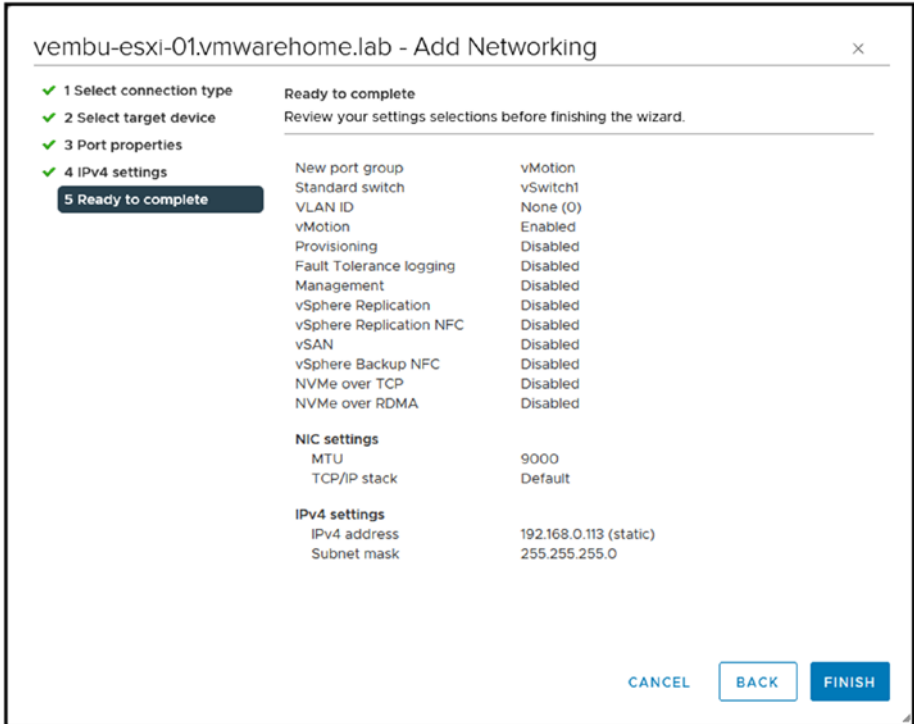 vembu-esxi-01.vmwarehome.lab - Add Networking
1 Select connection type
2 Select target device
3 Port properties
4 IPv4 settings
5 Ready to complete
Ready to complete
Review your settings selections before finishing the wizard.
New port group vMotion
Standard switch vSwitch1
VLAN ID None (0)
vMotion Enabled
Provisioning Disabled
Fault Tolerance logging Disabled
Management Disabled
vSphere Replication Disabled
vSphere Replication NFC Disabled
vSAN Disabled
vSphere Backup NFC Disabled
NVMe over TCP Disabled
NVMe over RDMA Disabled
NIC settings
MTU 9000
TCP/IP stack Default
IPv4 settings
IPv4 address 192.168.0.113 (static)
Subnet mask 255.255.255.0
CANCEL BACK FINISH